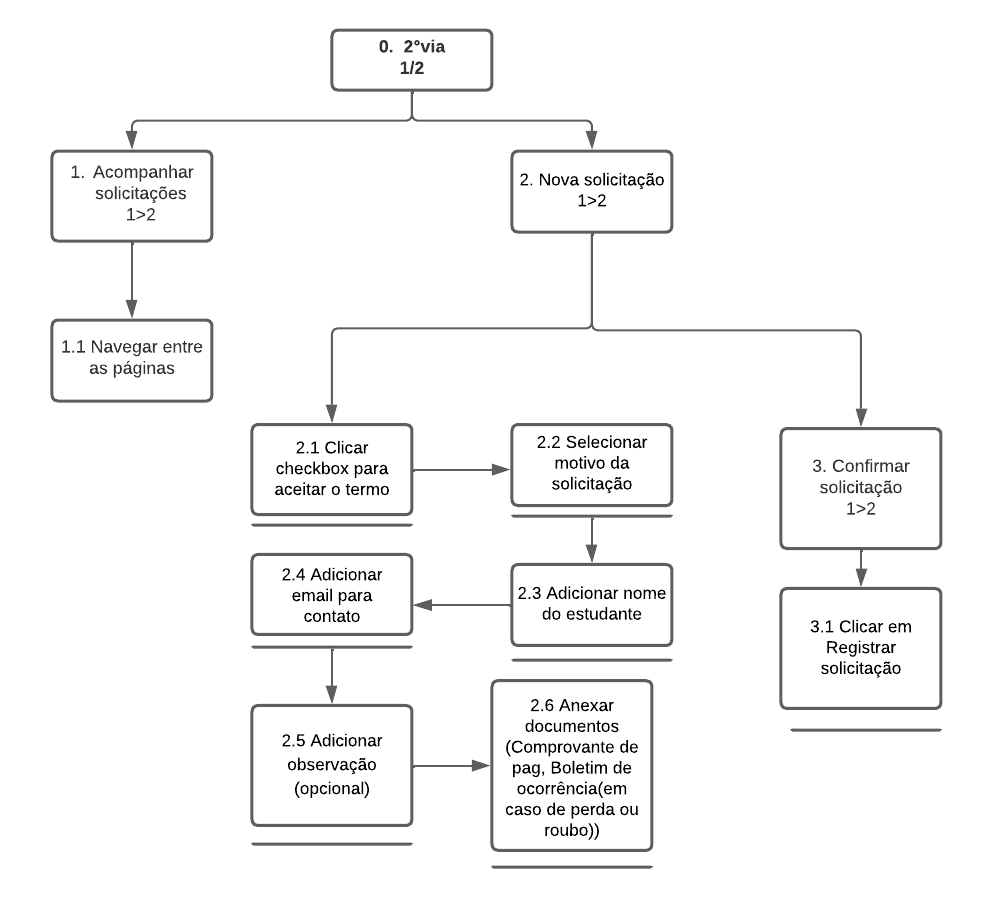 0. 2°via
1/2
1. Acompanhar
solicitações
1>2
2. Nova solicitação
1>2
1.1 Navegar entre
as páginas
2.1 Clicar
checkbox para
aceitar o termo
2.2 Selecionar
motivo da
solicitação
3. Confirmar
solicitação
1>2
2.4 Adicionar
email para
contato
2.3 Adicionar nome
do estudante
3.1 Clicar em
Registrar
solicitação
2.5 Adicionar
observação
(opcional)
2.6 Anexar
documentos
(Comprovante de
pag, Boletim de
ocorrência(em
caso de perda ou
roubo))